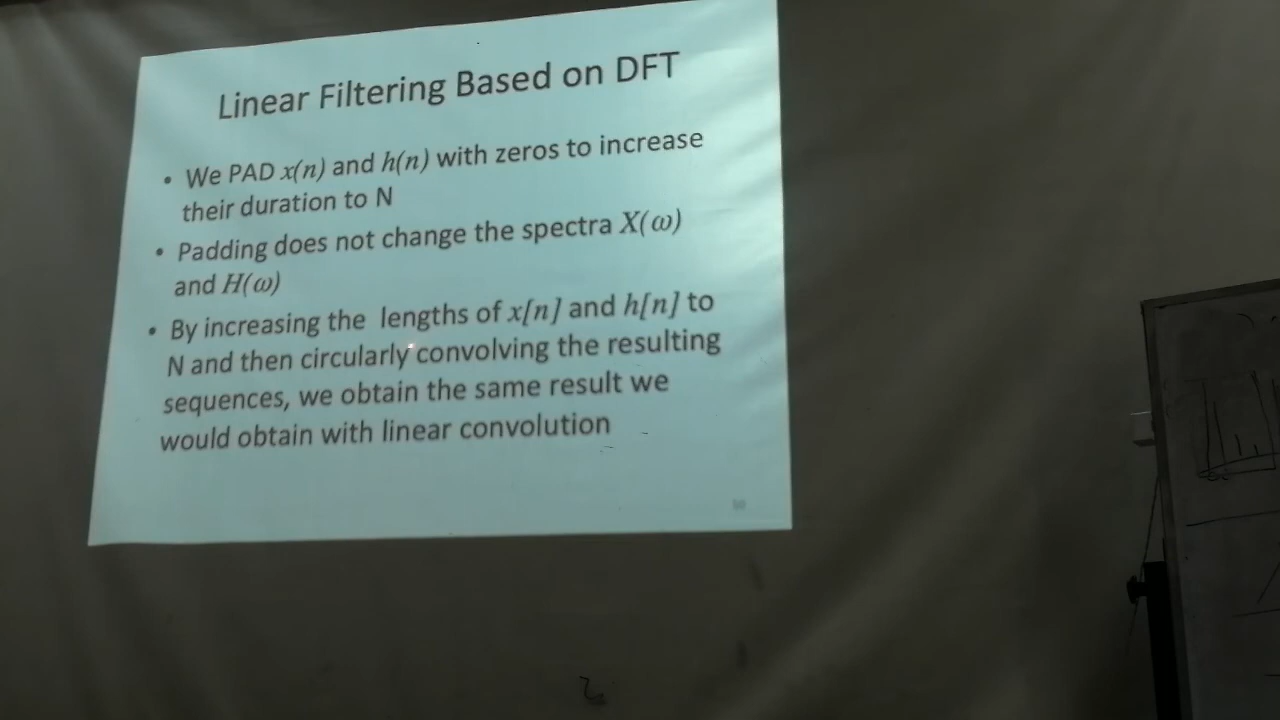 Linear Filtering Based on DFT
• We PAD x(n) and h(n) with zeros to increase
their duration to N
• Padding does not change the spectra X(ω)
and H(ω)
• By increasing the lengths of x[n] and h[n] to
N and then circularly convolving the resulting
sequences, we obtain the same result we
would obtain with linear convolution